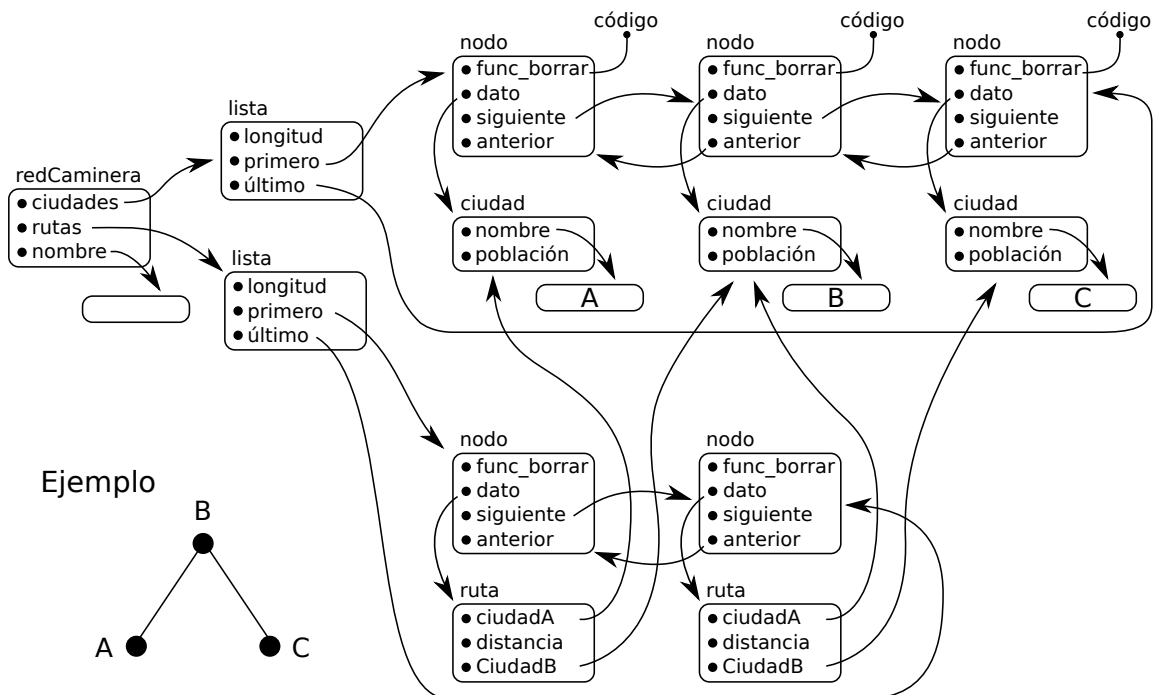 código
código
código
nodo
func_borrar
dato
siguiente
anterior
nodo
func_borrar
dato
siguiente
anterior
nodo
func_borrar
dato
siguiente
anterior
lista
longitud
primero
último
redCaminera
ciudades
rutas
nombre
ciudad
nombre
población
A
ciudad
nombre
población
B
ciudad
nombre
población
C
lista
longitud
primero
último
nodo
func_borrar
dato
siguiente
anterior
nodo
func_borrar
dato
siguiente
anterior
ruta
ciudadA
distancia
CiudadB
ruta
ciudadA
distancia
CiudadB
Ejemplo
B
A
C